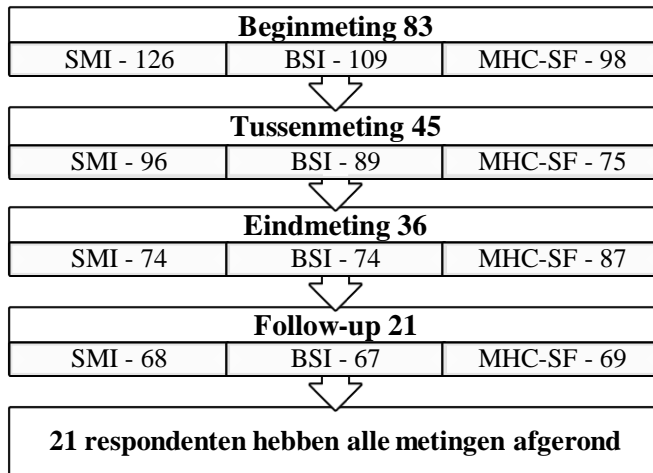 Beginmeting 83
SMI - 126 BSI - 109 MHC-SF - 98
Tussenmeting 45
SMI - 96 BSI - 89 MHC-SF - 75
Eindmeting 36
SMI - 74 BSI - 74 MHC-SF - 87
Follow-up 21
SMI - 68 BSI - 67 MHC-SF - 69
21 respondenten hebben alle metingen afgerond